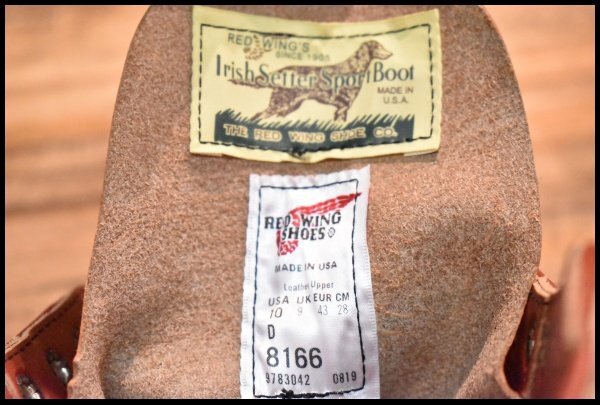 RED WING'S
SINCE 1905
Irish Setter Sport Boot
MADE IN
U.S.A.
THE RED WING SHOE CO.
RED WING
SHOES®
MADE IN USA
Leather Upper
USA UK EUR CM
10 9 43 28
D
8166
9783042 0819